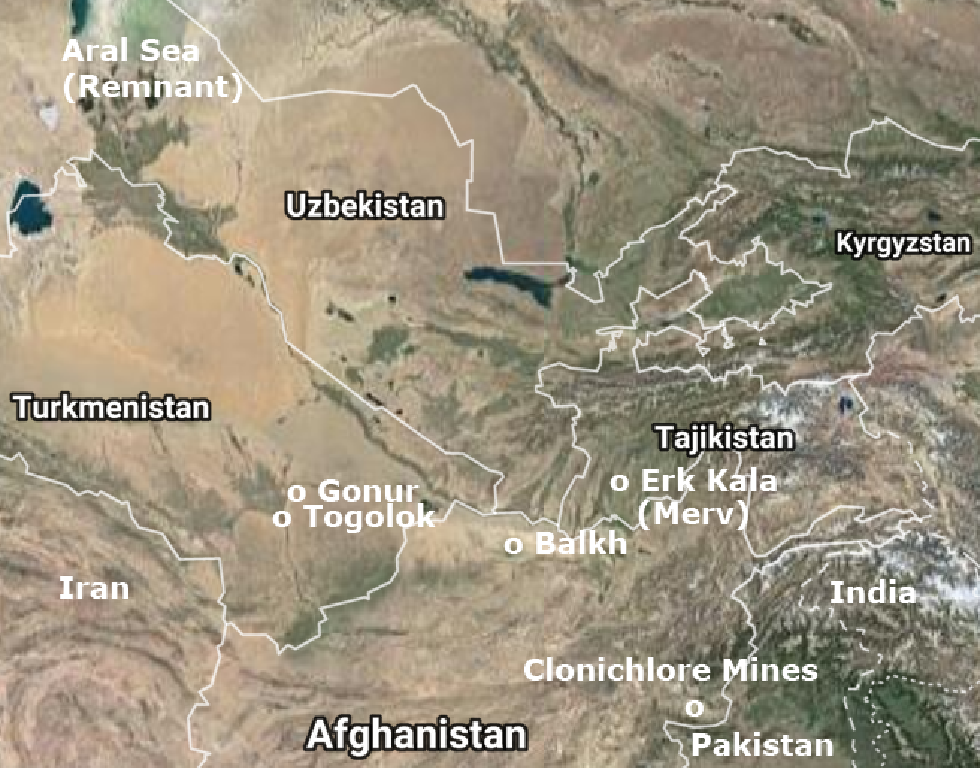 Aral Sea
(Remnant)
Uzbekistan
Kyrgyzstan
Turkmenistan
Tajikistan
o Erk Kala
(Merv)
o Gonur
o Togolok
o Balkh
Iran
India
Clonichlore Mines
o
Afghanistan
Pakistan